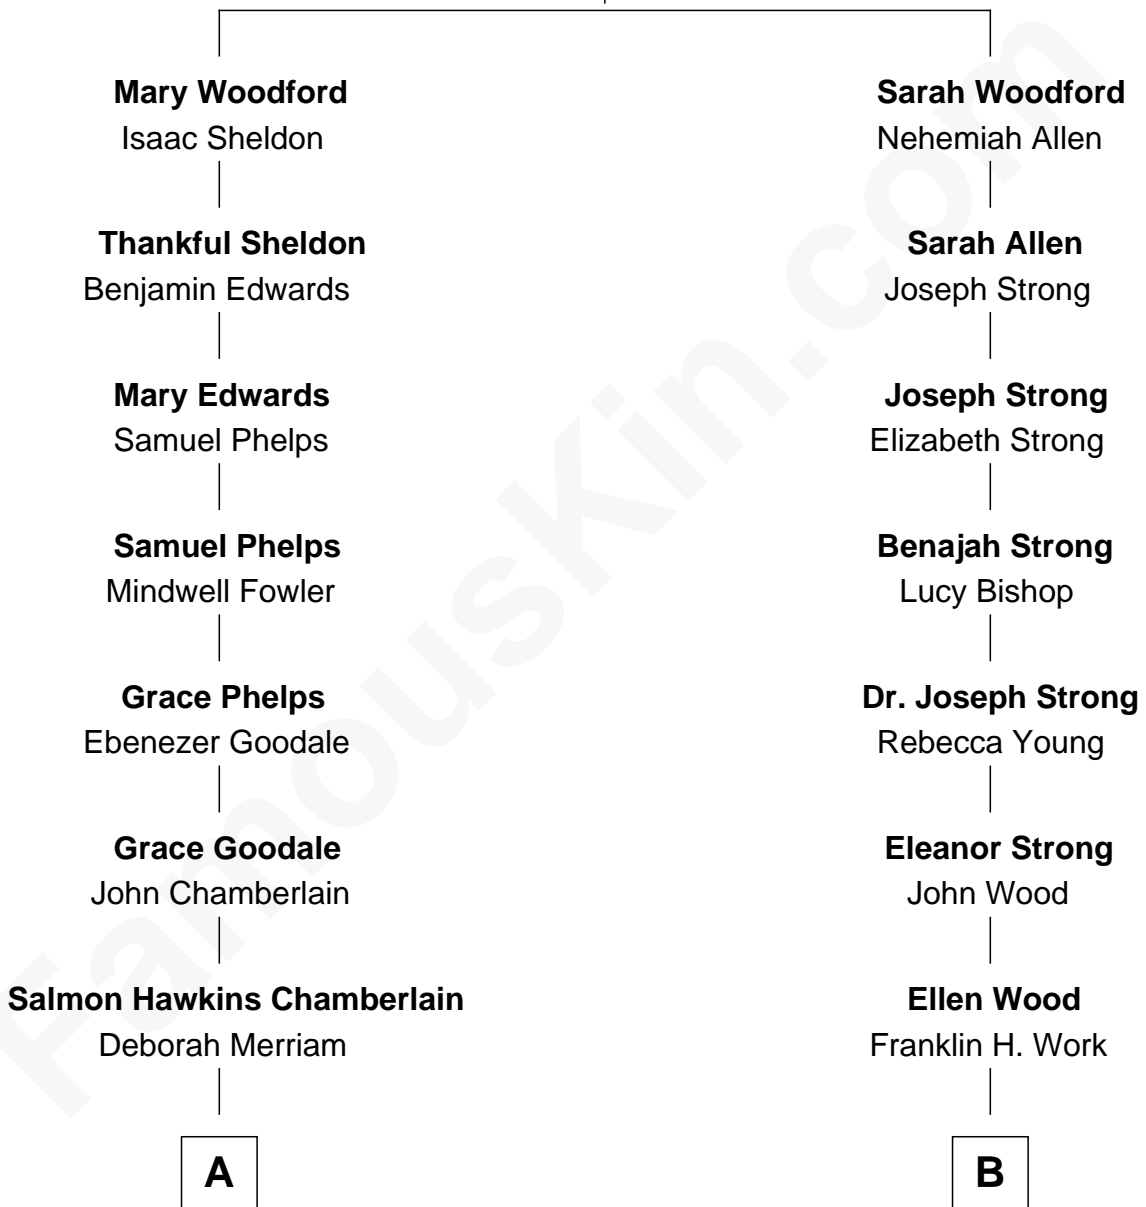 Mary Woodford
Isaac Sheldon
Thankful Sheldon
Benjamin Edwards
Mary Edwards
Samuel Phelps
Samuel Phelps
Mindwell Fowler
Grace Phelps
Ebenezer Goodale
Grace Goodale
John Chamberlain
Salmon Hawkins Chamberlain
Deborah Merriam
A
Sarah Woodford
Nehemiah Allen
Sarah Allen
Joseph Strong
Joseph Strong
Elizabeth Strong
Benajah Strong
Lucy Bishop
Dr. Joseph Strong
Rebecca Young
Eleanor Strong
John Wood
Ellen Wood
Franklin H. Work
B
FamousKin.com